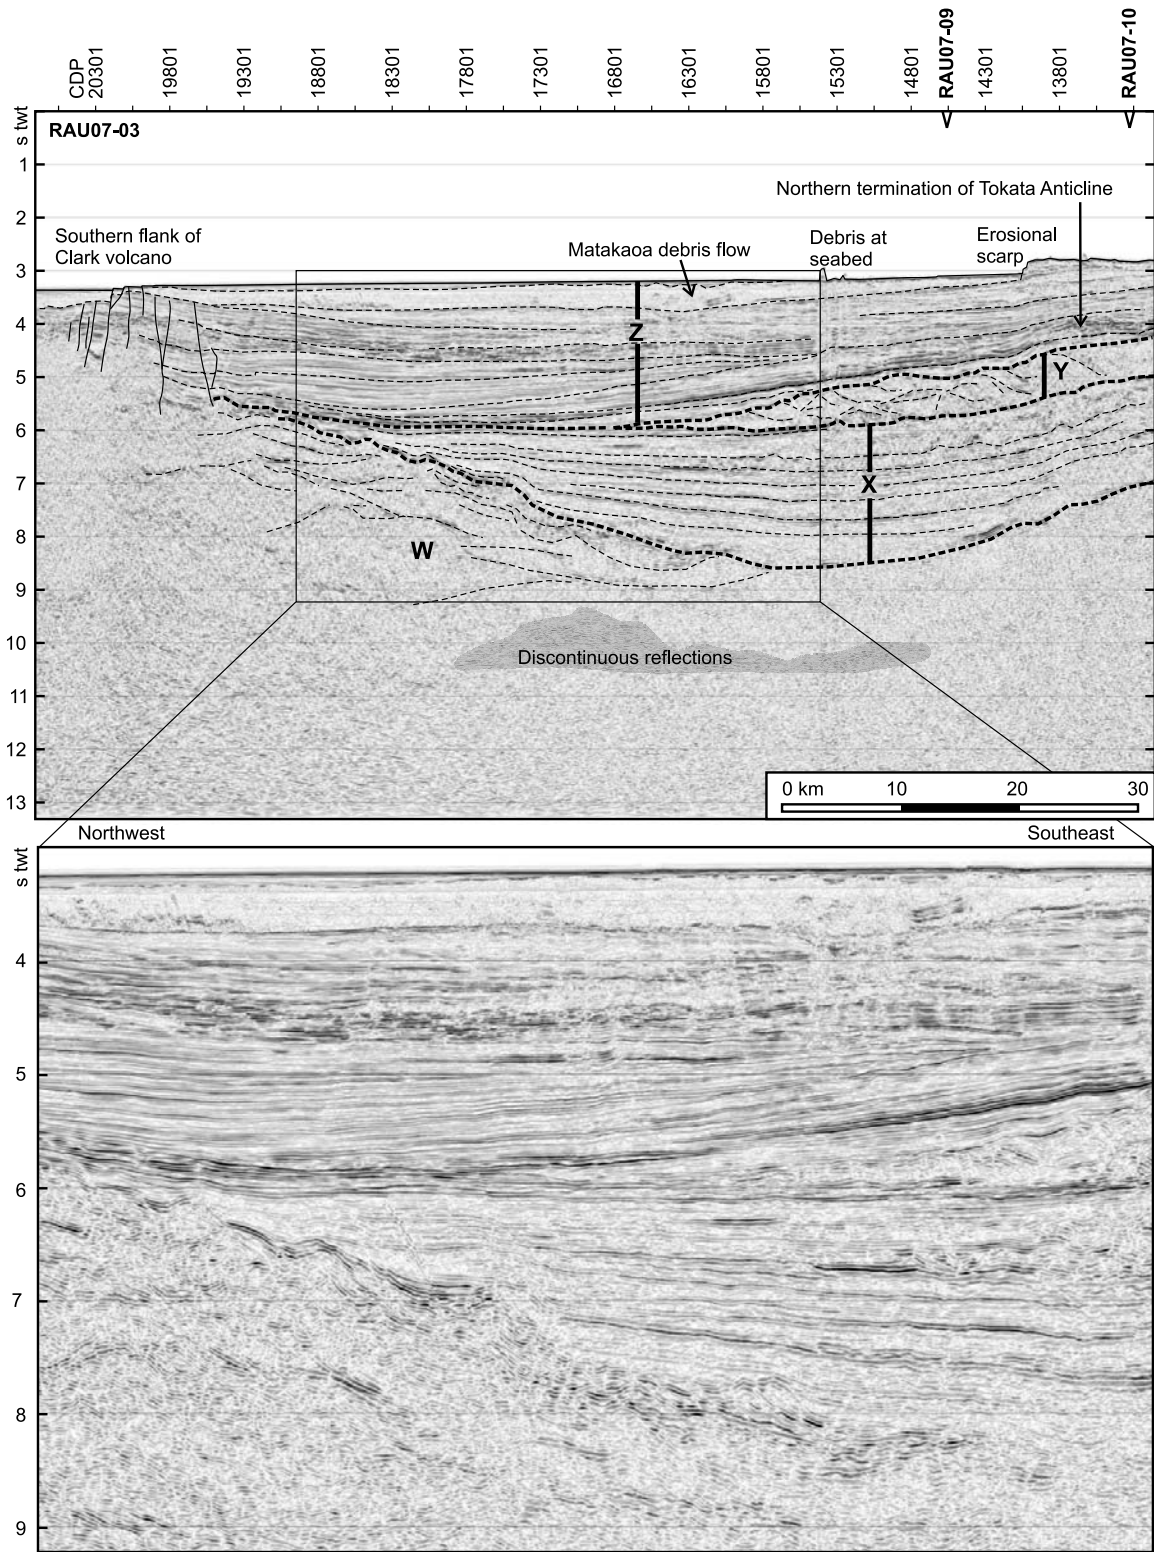 CDP
20301
19801
19301
18801
18301
17801
17301
16801
16301
15801
15301
14801
RAU07-09
14301
13801
RAU07-10
s twt
RAU07-03
1
2
3
4
5
6
7
8
9
10
11
12
13
Northern termination of Tokata Anticline
Southern flank of
Clark volcano
Matakaoa debris flow
Debris at
seabed
Erosional
scarp
Z
Y
X
W
Discontinuous reflections
0 km
10
20
30
Northwest
Southeast
s twt
4
5
6
7
8
9